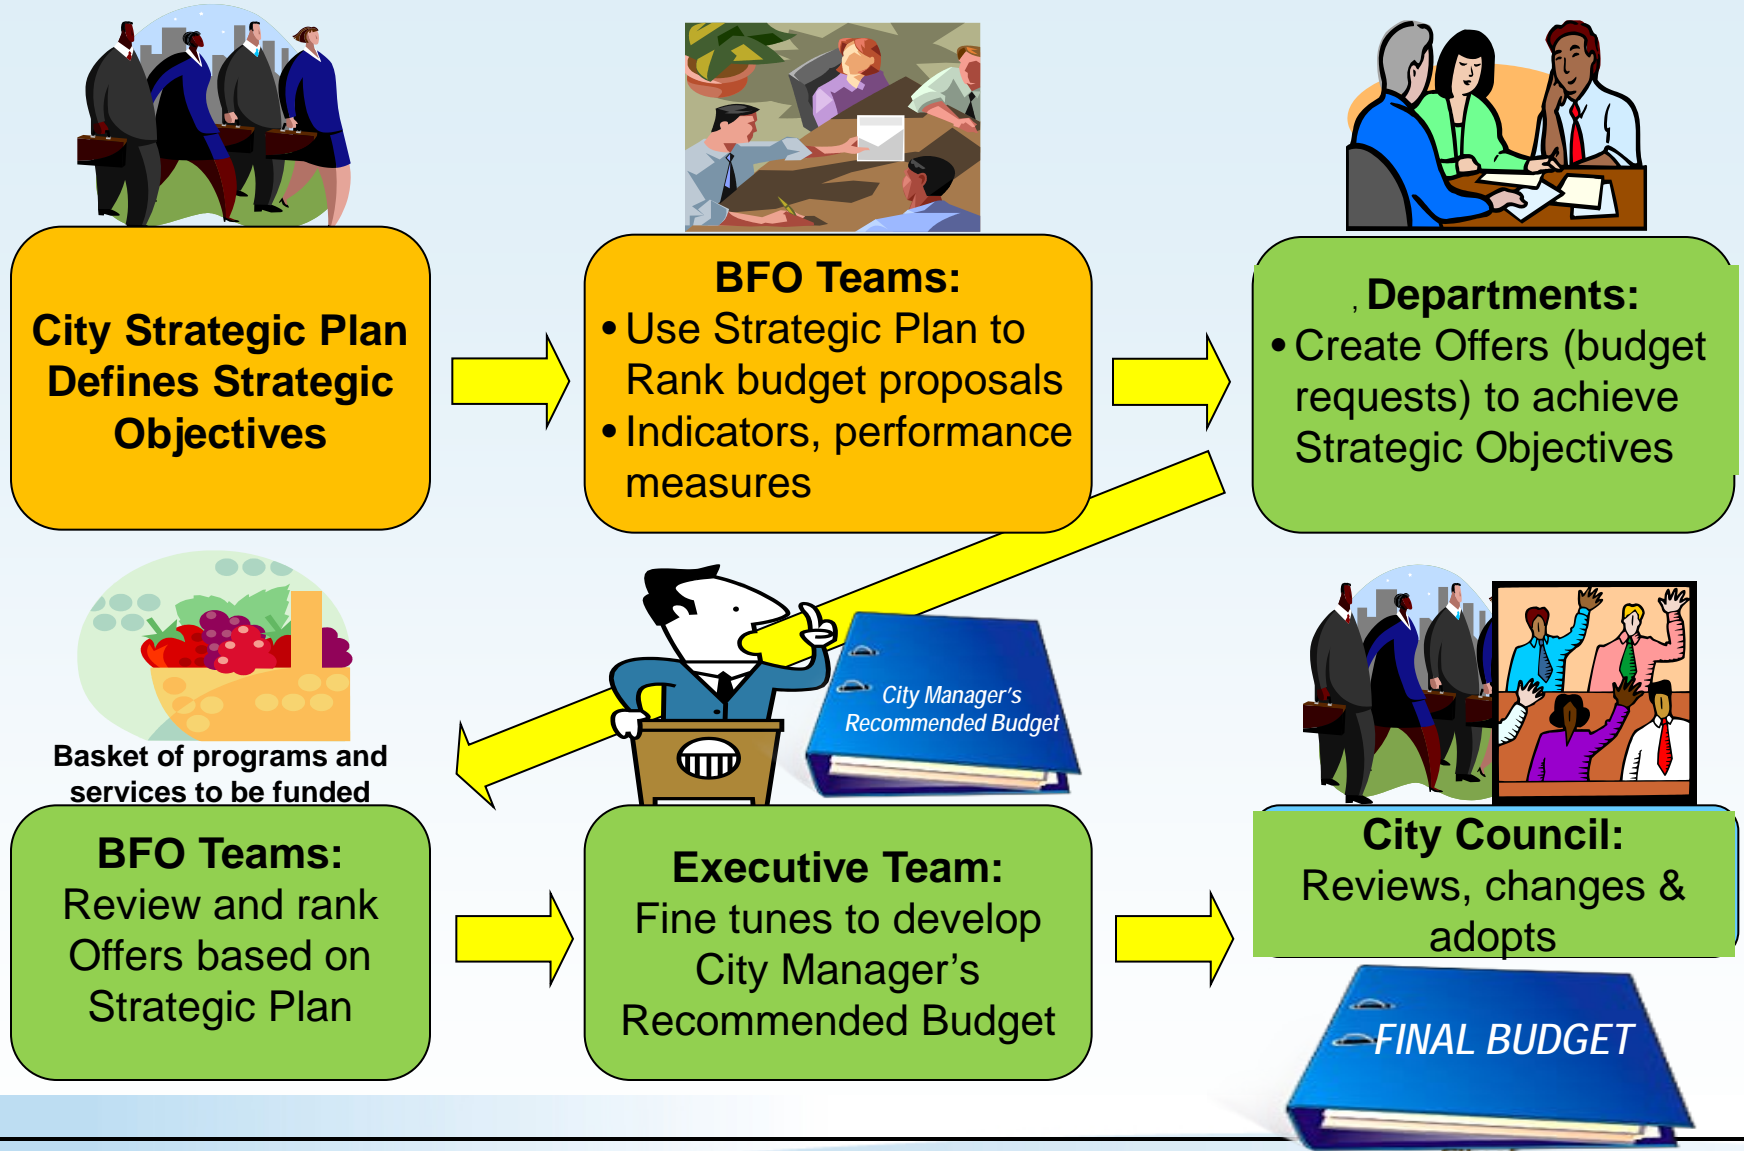 City Strategic Plan
Defines Strategic
Objectives
BFO Teams:
• Use Strategic Plan to
Rank budget proposals
• Indicators, performance
measures
, Departments:
• Create Offers (budget
requests) to achieve
Strategic Objectives
Basket of programs and
services to be funded
City Manager's
Recommended Budget
BFO Teams:
Review and rank
Offers based on
Strategic Plan
Executive Team:
Fine tunes to develop
City Manager’s
Recommended Budget
City Council:
Reviews, changes &
adopts
FINAL BUDGET